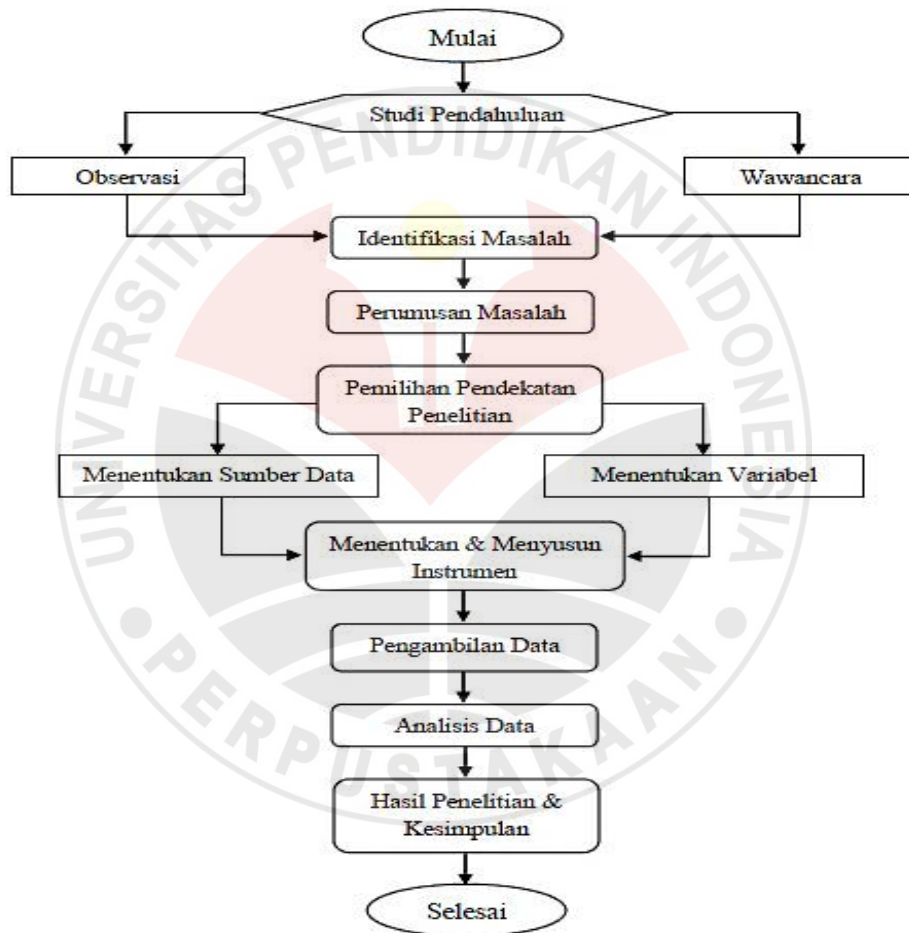 Mulai
Studi Pendahuluan
Observasi
Wawancara
Identifikasi Masalah
Perumusan Masalah
Pemilihan Pendekatan
Penelitian
Menentukan Sumber Data
Menentukan Variabel
Menentukan & Menyusun
Instrumen
Pengambilan Data
Analisis Data
Hasil Penelitian &
Kesimpulan
Selesai
UNIVERSITAS PENDIDIKAN INDONESIA
PERPUSTAKAAN